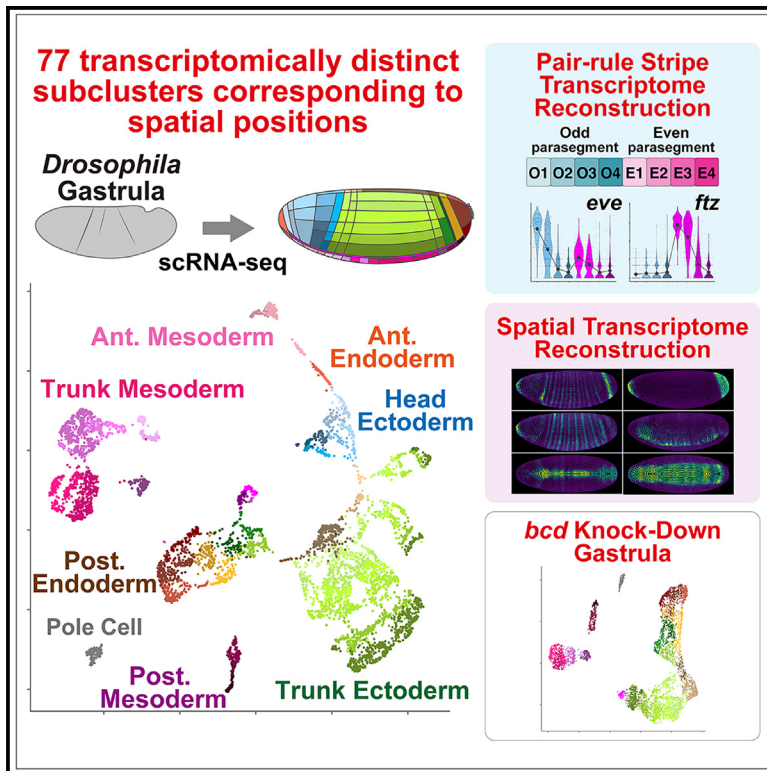 77 transcriptomically distinct
subclusters corresponding to
spatial positions
Drosophila
Gastrula
scRNA-seq
Ant. Mesoderm
Ant.
Endoderm
Trunk Mesoderm
Head
Ectoderm
Post.
Endoderm
Pole Cell
Post.
Mesoderm
Trunk Ectoderm
Pair-rule Stripe
Transcriptome
Reconstruction
Odd
parasegment
Even
parasegment
O1 O2 O3 O4 E1 E2 E3 E4
eve
ftz
Spatial Transcriptome
Reconstruction
bcd Knock-Down
Gastrula